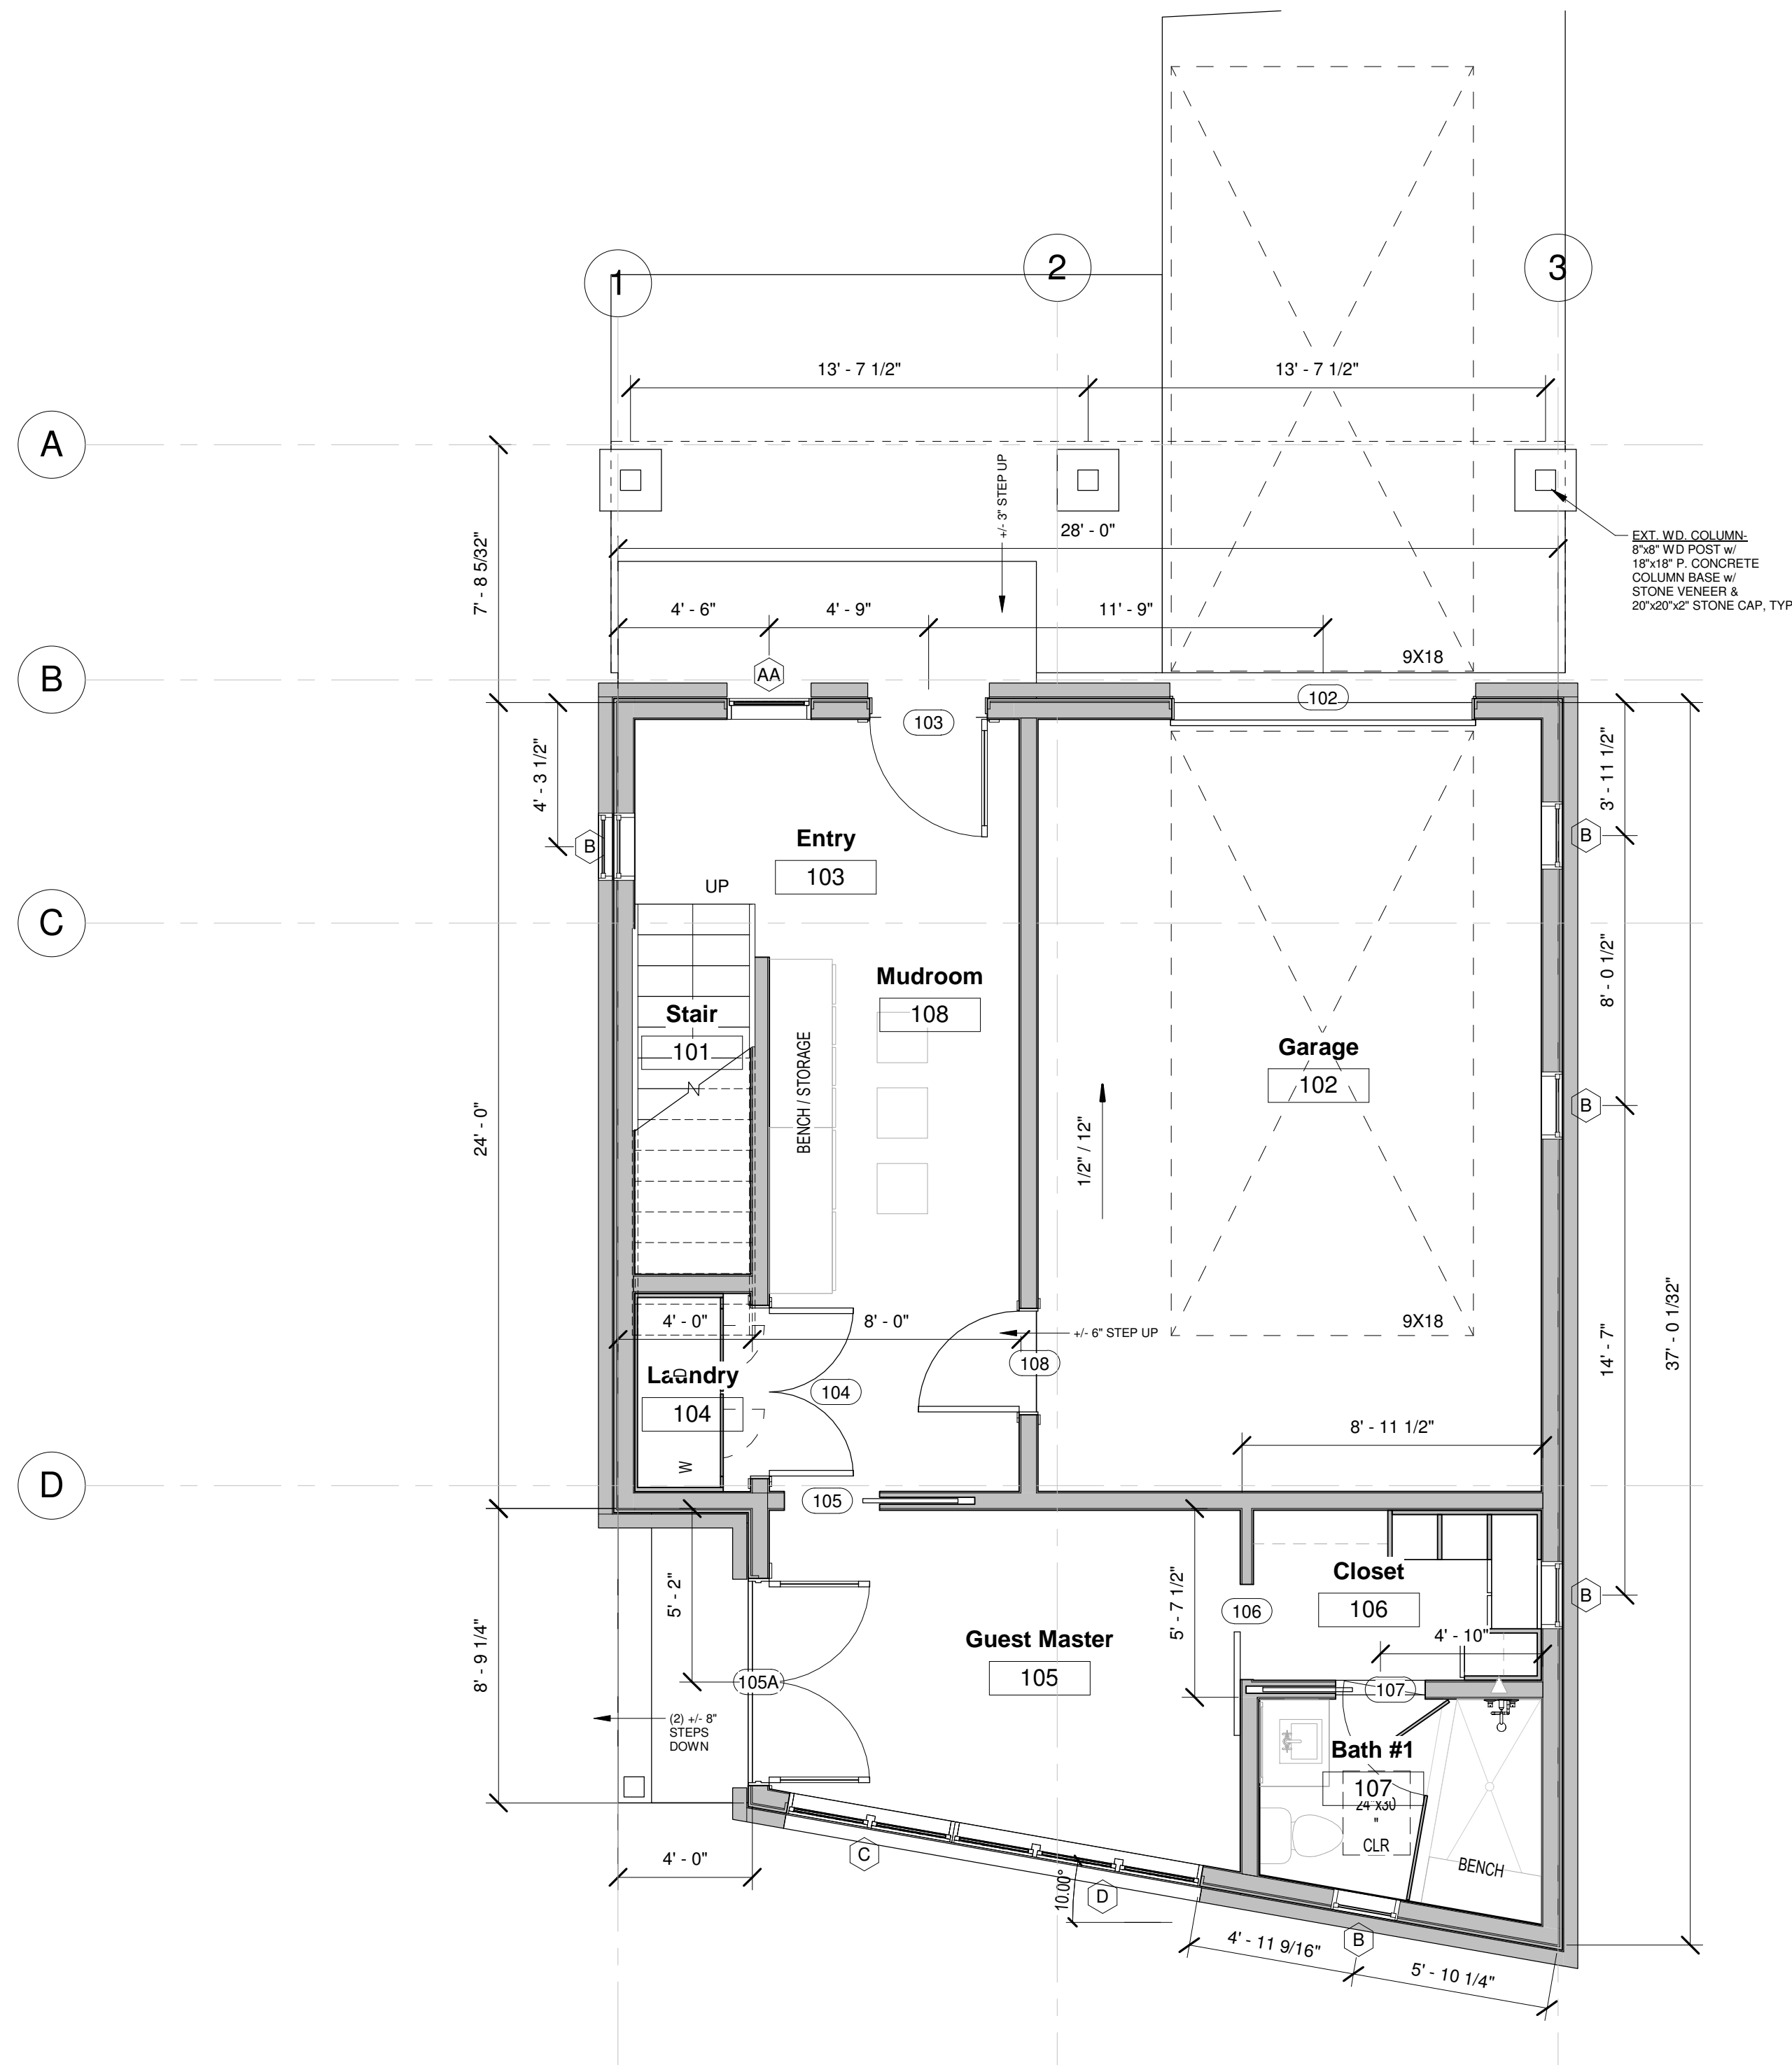 1
2
3
13' - 7 1/2"
13' - 7 1/2"
A
+/- 3" STEP UP
28' - 0"
EXT. WD. COLUMN-
8"x8" WD POST w/
18"x18" P. CONCRETE
COLUMN BASE w/
STONE VENEER &
20"x20"x2" STONE CAP, TYP
7' - 8 5/32"
4' - 6"
4' - 9"
11' - 9"
B
AA
9X18
102
103
4' - 3 1/2"
3' - 11 1/2"
B
B
Entry
103
UP
C
8' - 0 1/2"
Mudroom
108
Stair
101
BENCH / STORAGE
Garage
102
B
24' - 0"
1/2" / 12"
4' - 0"
8' - 0"
+/- 6" STEP UP
9X18
14' - 7"
37' - 0 1/32"
108
D
Laundry
104
104
W
8' - 11 1/2"
D
105
5' - 2"
5' - 7 1/2"
Closet
106
106
B
4' - 10"
Guest Master
105
8' - 9 1/4"
105A
107
(2) +/- 8"
STEPS
DOWN
Bath #1
107
24"x30
"
CLR
BENCH
4' - 0"
C
10.00°
D
B
4' - 11 9/16"
5' - 10 1/4"